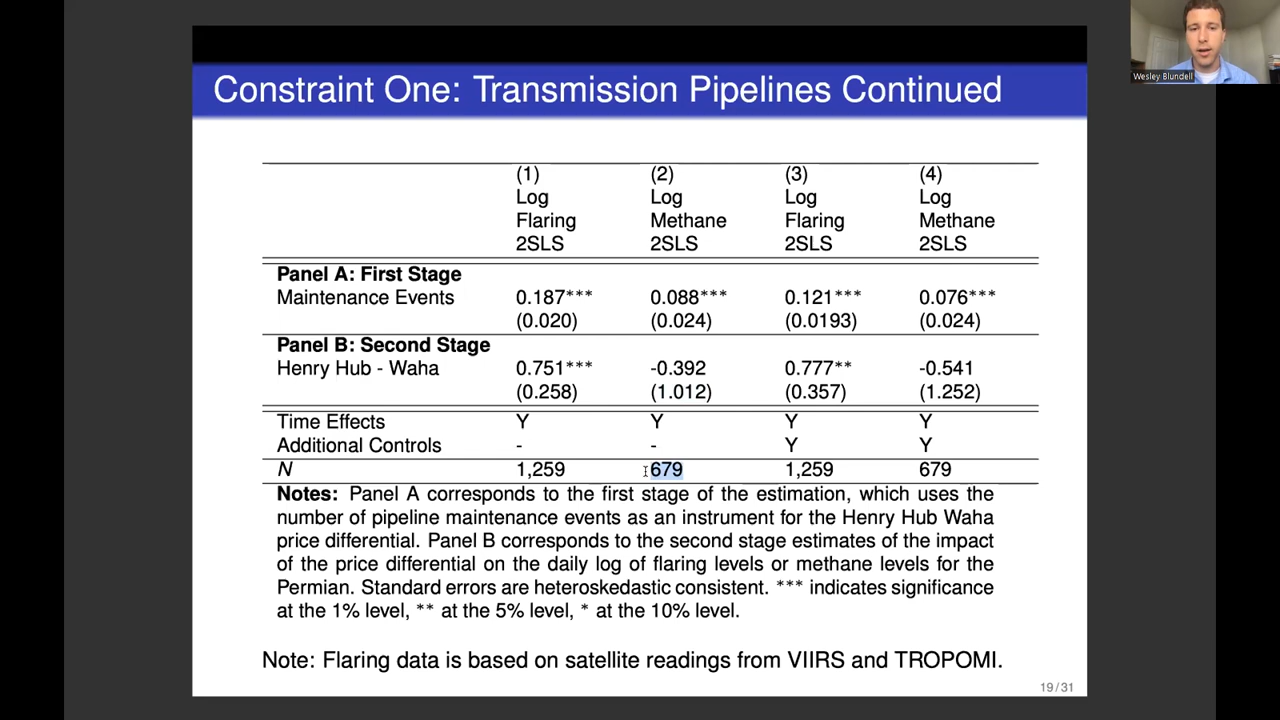 Constraint One: Transmission Pipelines Continued
Wesley Blundell
(1) (2) (3) (4)
Log Log Log Log
Flaring Methane Flaring Methane
2SLS 2SLS 2SLS 2SLS
Panel A: First Stage
Maintenance Events 0.187*** 0.088*** 0.121*** 0.076***
(0.020) (0.024) (0.0193) (0.024)
Panel B: Second Stage
Henry Hub - Waha 0.751*** -0.392 0.777** -0.541
(0.258) (1.012) (0.357) (1.252)
Time Effects Y Y Y Y
Additional Controls - - Y Y
N 1,259 679 1,259 679
Notes: Panel A corresponds to the first stage of the estimation, which uses the
number of pipeline maintenance events as an instrument for the Henry Hub Waha
price differential. Panel B corresponds to the second stage estimates of the impact
of the price differential on the daily log of flaring levels or methane levels for the
Permian. Standard errors are heteroskedastic consistent. *** indicates significance
at the 1% level, ** at the 5% level, * at the 10% level.
Note: Flaring data is based on satellite readings from VIIRS and TROPOMI.
19/31